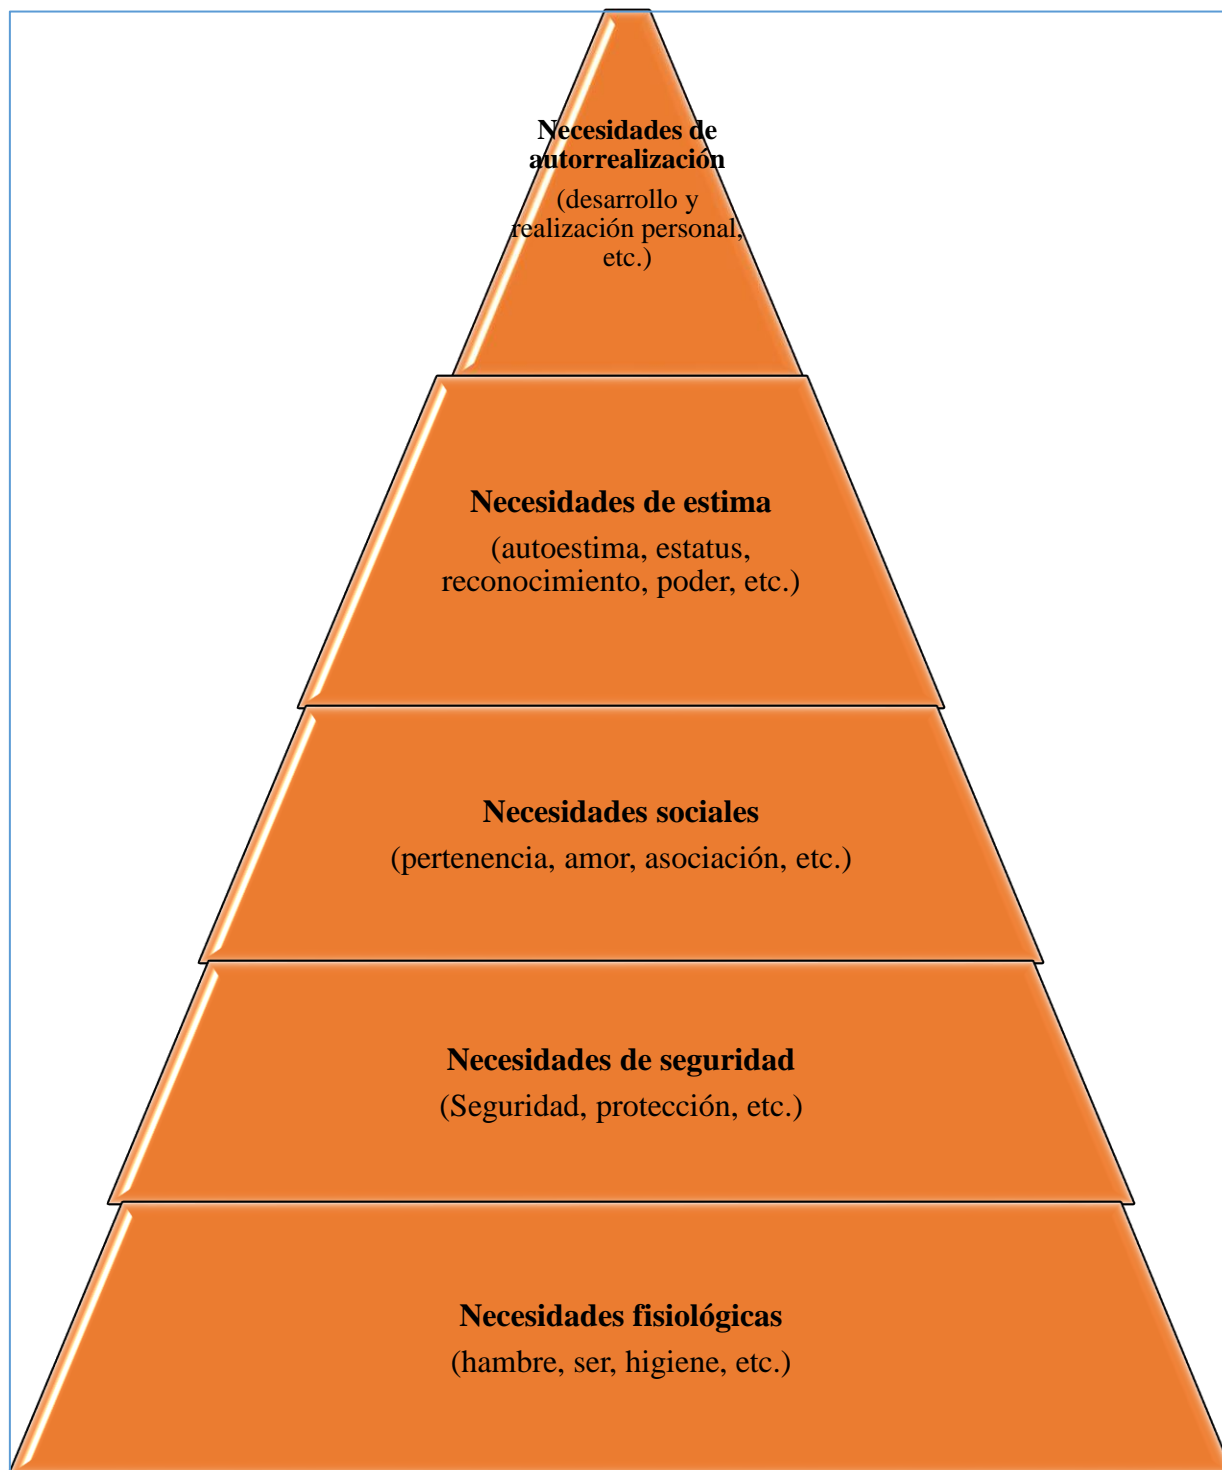 Necesidades de
autorrealización
(desarrollo y
realización personal,
etc.)
Necesidades de estima
(autoestima, estatus,
reconocimiento, poder, etc.)
Necesidades sociales
(pertenencia, amor, asociación, etc.)
Necesidades de seguridad
(Seguridad, protección, etc.)
Necesidades fisiológicas
(hambre, ser, higiene, etc.)